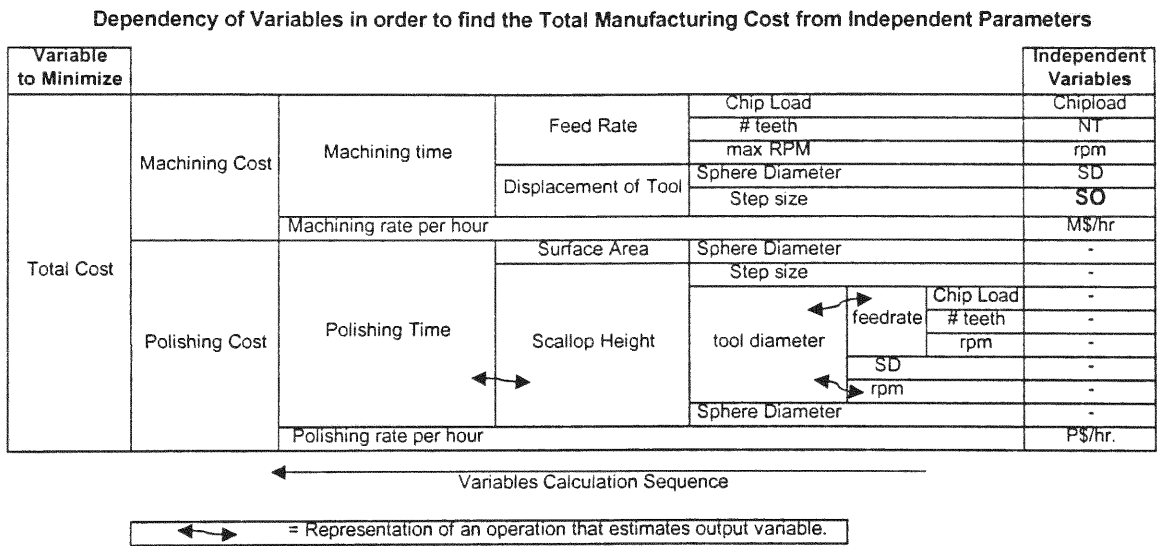 Dependency of Variables in order to find the Total Manufacturing Cost from Independent Parameters
Variable
to Minimize
Independent
Variables
Total Cost
Machining Cost
Machining time
Feed Rate
Chip Load
Chipload
# teeth
NT
max RPM
rpm
Displacement of Tool
Sphere Diameter
SD
Step size
SO
Machining rate per hour
M$/hr
Polishing Cost
Polishing Time
Surface Area
Sphere Diameter
-
Scallop Height
Step size
-
tool diameter
feedrate
Chip Load
-
# teeth
-
rpm
-
SD
-
rpm
-
Sphere Diameter
-
Polishing rate per hour
P$/hr.
Variables Calculation Sequence
= Representation of an operation that estimates output variable.